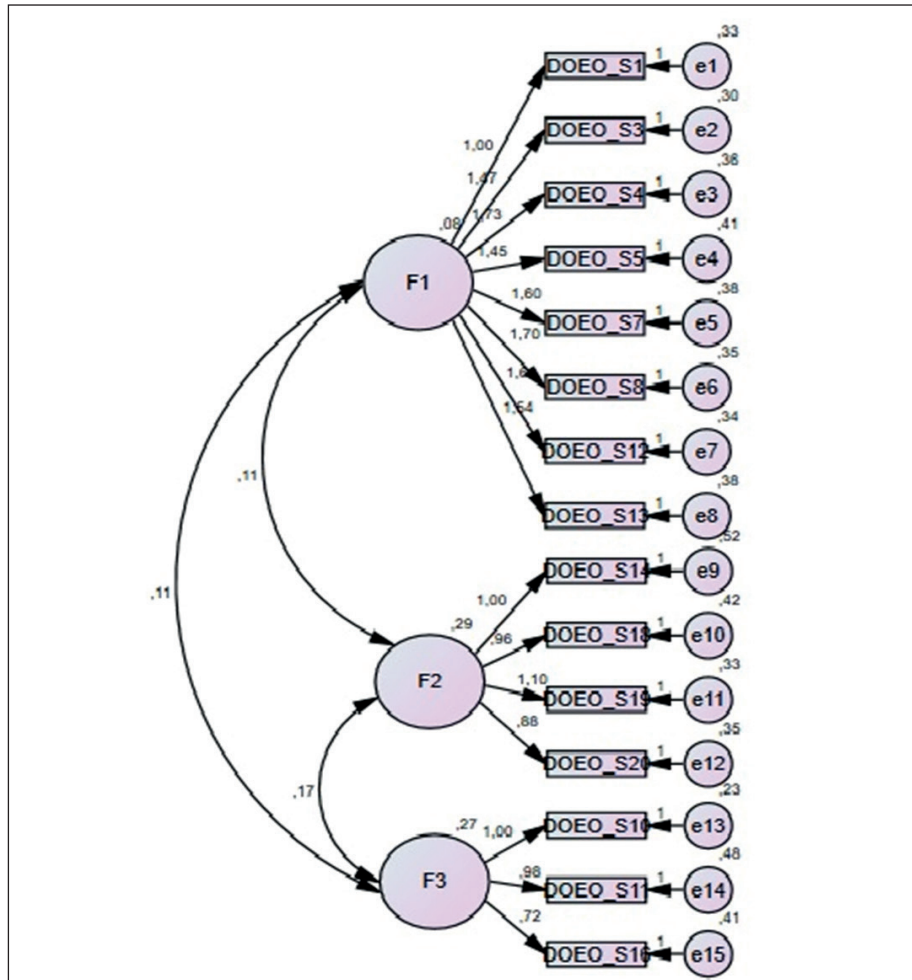 ,33
DOEO_S1
1
e1
,30
DOEO_S3
1
e2
,38
DOEO_S4
1
e3
,41
DOEO_S5
1
e4
,38
DOEO_S7
1
e5
,35
DOEO_S8
1
e6
,34
DOEO_S12
1
e7
,38
DOEO_S13
1
e8
1,00
1,47
1,73
1,45
1,60
1,70
1,54
,08
F1
,11
,11
,52
DOEO_S14
1
e9
,42
DOEO_S18
1
e10
,33
DOEO_S19
1
e11
,35
DOEO_S20
1
e12
1,00
,96
1,10
,88
,29
F2
,17
,23
DOEO_S10
1
e13
,48
DOEO_S11
1
e14
,41
DOEO_S16
1
e15
,27
1,00
,98
,72
F3